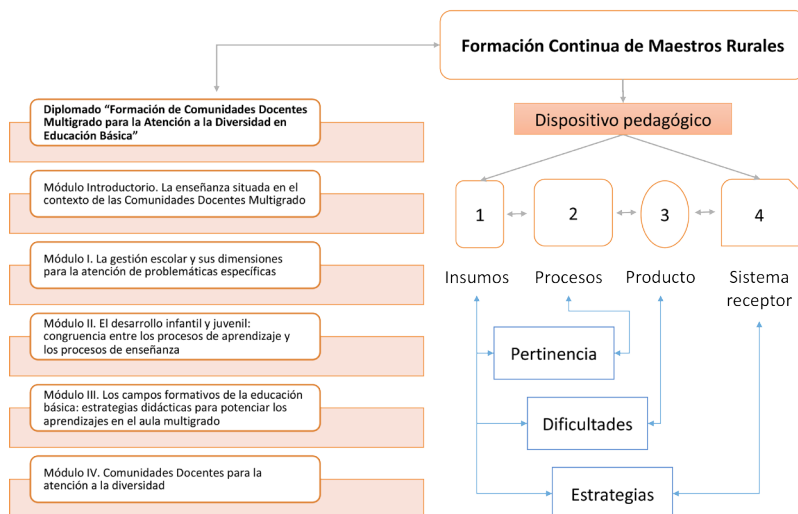 Formación Continua de Maestros Rurales
Diplomado “Formación de Comunidades Docentes
Multigrado para la Atención a la Diversidad en
Educación Básica”
Módulo Introductorio. La enseñanza situada en el
contexto de las Comunidades Docentes Multigrado
Módulo I. La gestión escolar y sus dimensiones
para la atención de problemáticas específicas
Módulo II. El desarrollo infantil y juvenil:
congruencia entre los procesos de aprendizaje y
los procesos de enseñanza
Módulo III. Los campos formativos de la educación
básica: estrategias didácticas para potenciar los
aprendizajes en el aula multigrado
Módulo IV. Comunidades Docentes para la
atención a la diversidad
Dispositivo pedagógico
1 2 3 4
Insumos Procesos Producto Sistema
receptor
Pertinencia
Dificultades
Estrategias